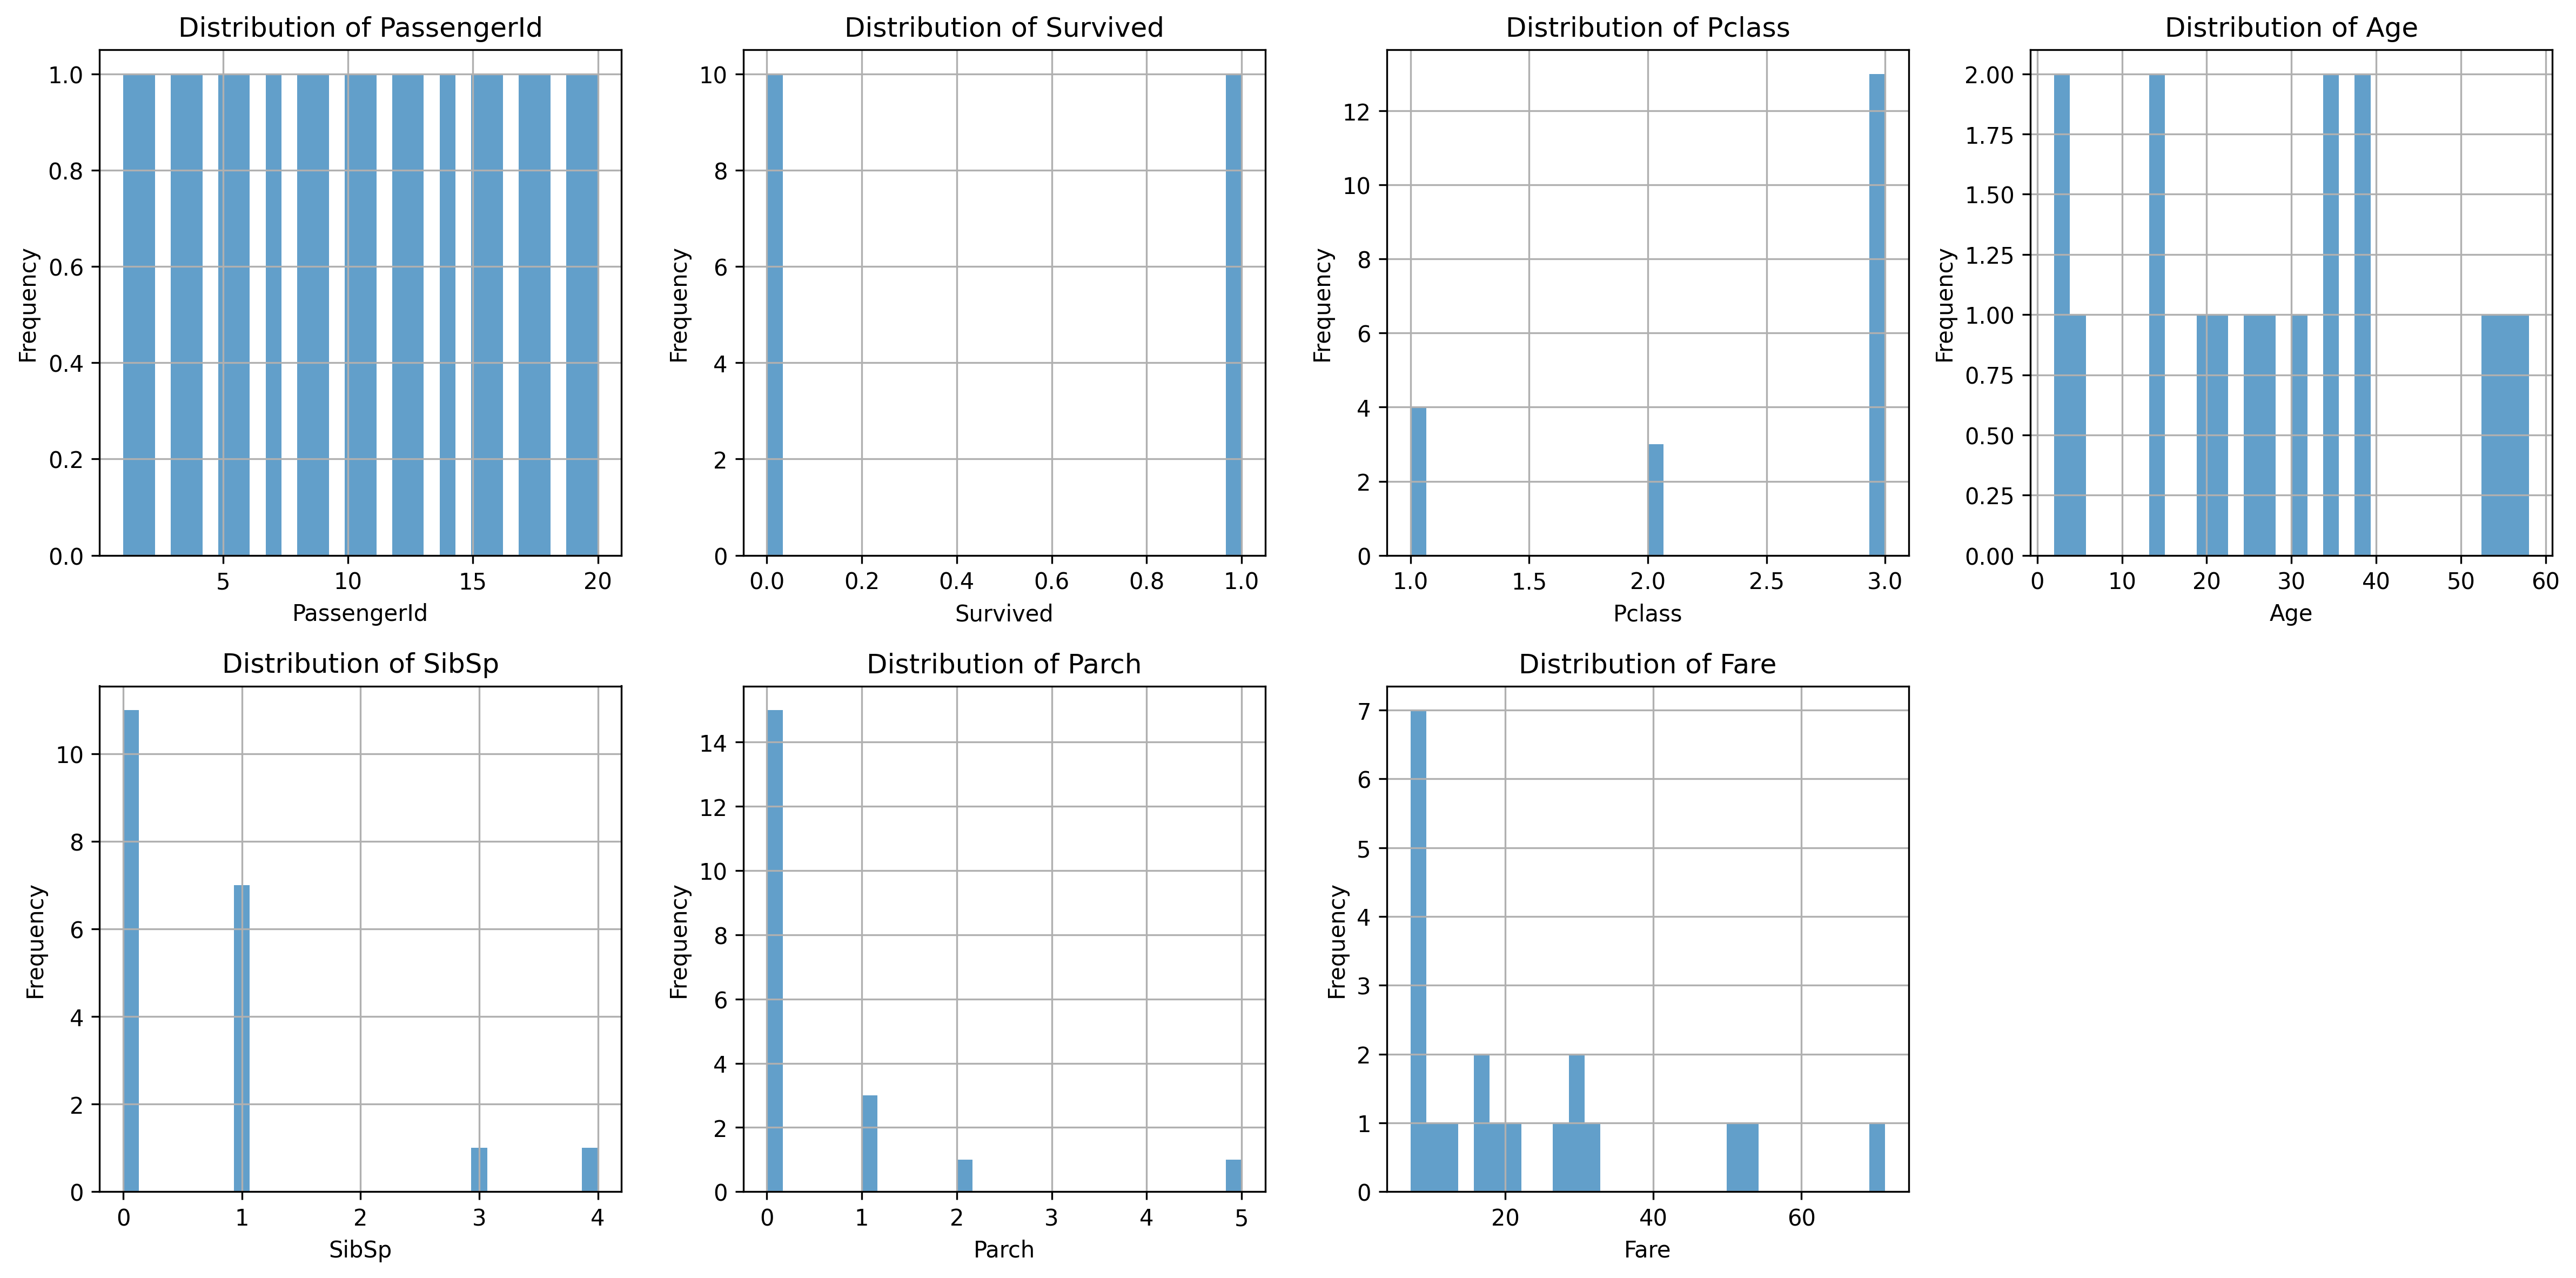 Distribution of PassengerId
1.0
0.8
0.6
0.4
0.2
0.0
Frequency
5 10 15 20
PassengerId
Distribution of Survived
10
8
6
4
2
0
Frequency
0.0 0.2 0.4 0.6 0.8 1.0
Survived
Distribution of Pclass
12
10
8
6
4
2
0
Frequency
1.0 1.5 2.0 2.5 3.0
Pclass
Distribution of Age
2.00
1.75
1.50
1.25
1.00
0.75
0.50
0.25
0.00
Frequency
0 10 20 30 40 50 60
Age
Distribution of SibSp
10
8
6
4
2
0
Frequency
0 1 2 3 4
SibSp
Distribution of Parch
14
12
10
8
6
4
2
0
Frequency
0 1 2 3 4 5
Parch
Distribution of Fare
7
6
5
4
3
2
1
0
Frequency
20 40 60
Fare